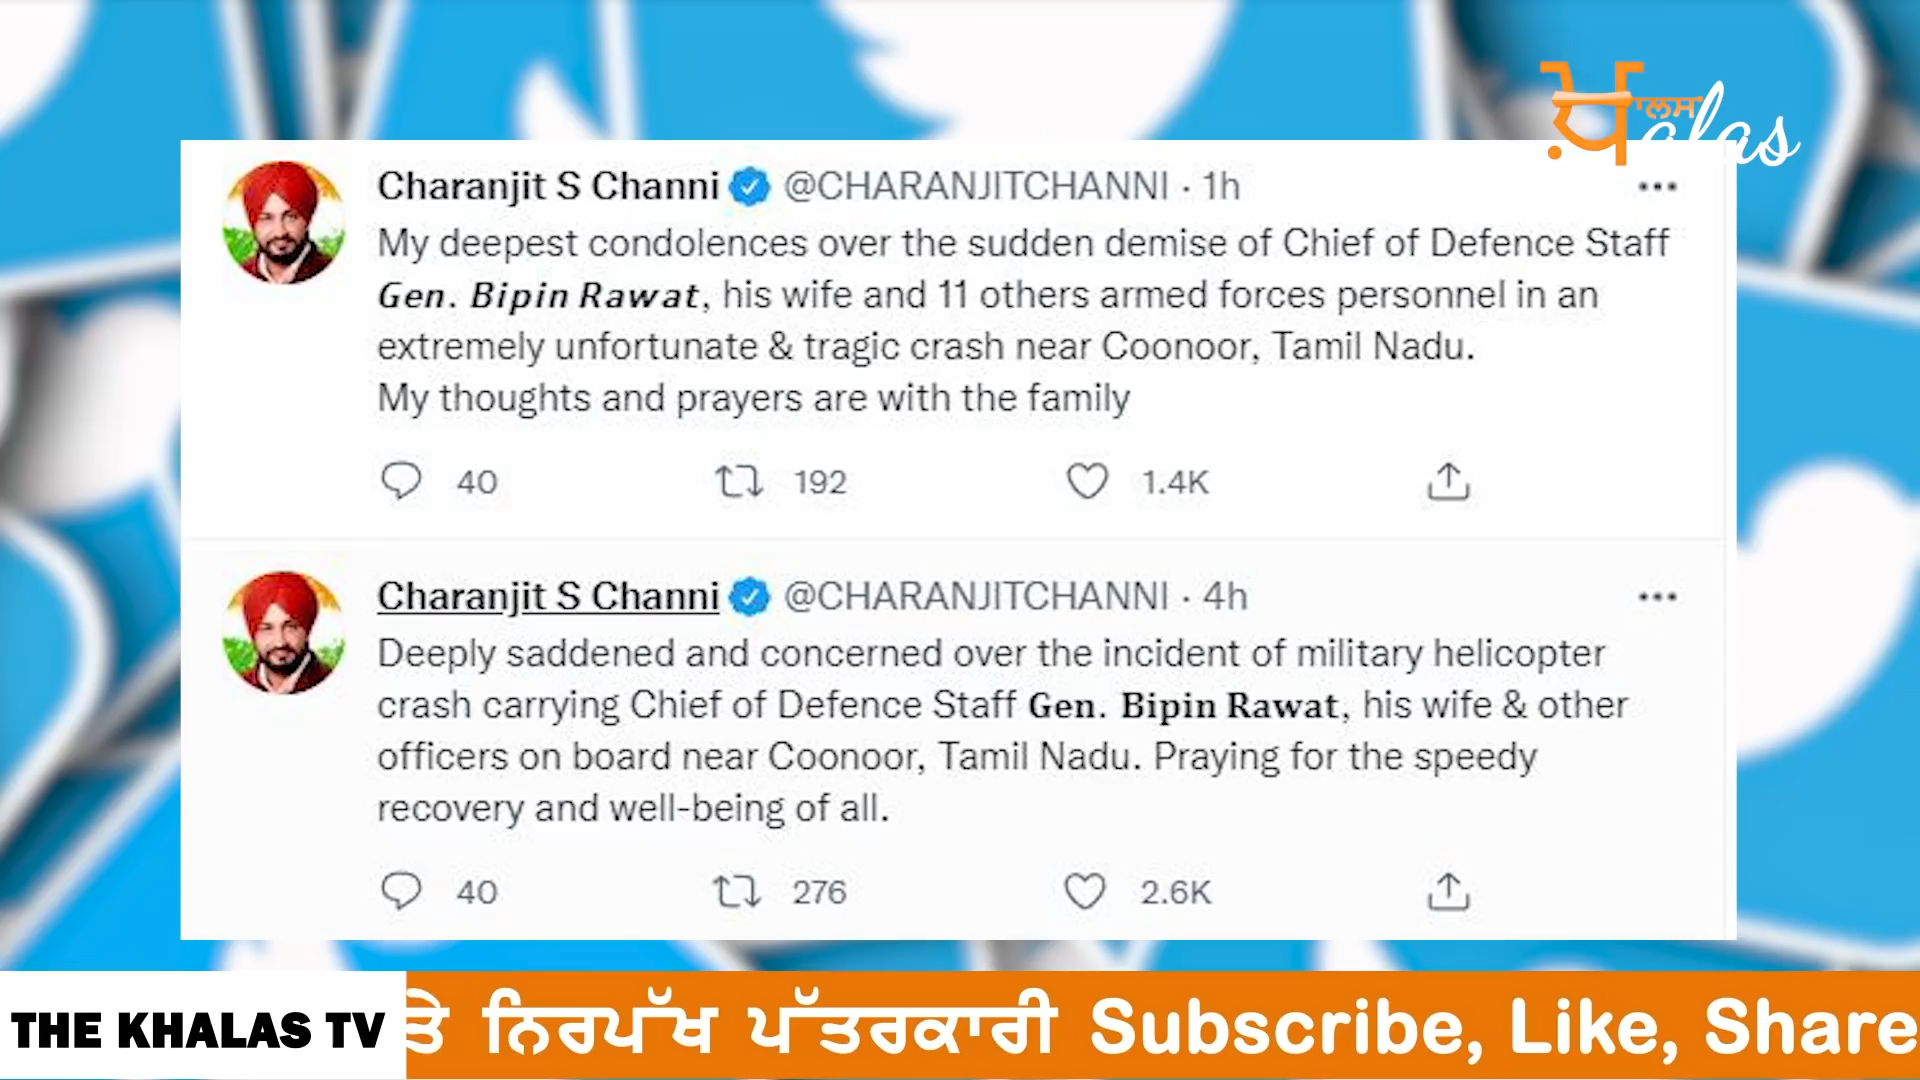 ਖ਼ਾਲਸ
Khalas
Charanjit S Channi @CHARANJITCHANNI · 1h
My deepest condolences over the sudden demise of Chief of Defence Staff
Gen. Bipin Rawat, his wife and 11 others armed forces personnel in an
extremely unfortunate & tragic crash near Coonoor, Tamil Nadu.
My thoughts and prayers are with the family
40 192 1.4K
Charanjit S Channi @CHARANJITCHANNI · 4h
Deeply saddened and concerned over the incident of military helicopter
crash carrying Chief of Defence Staff Gen. Bipin Rawat, his wife & other
officers on board near Coonoor, Tamil Nadu. Praying for the speedy
recovery and well-being of all.
40 276 2.6K
THE KHALAS TV ਤੇ ਨਿਰਪੱਖ ਪੱਤਰਕਾਰੀ Subscribe, Like, Share